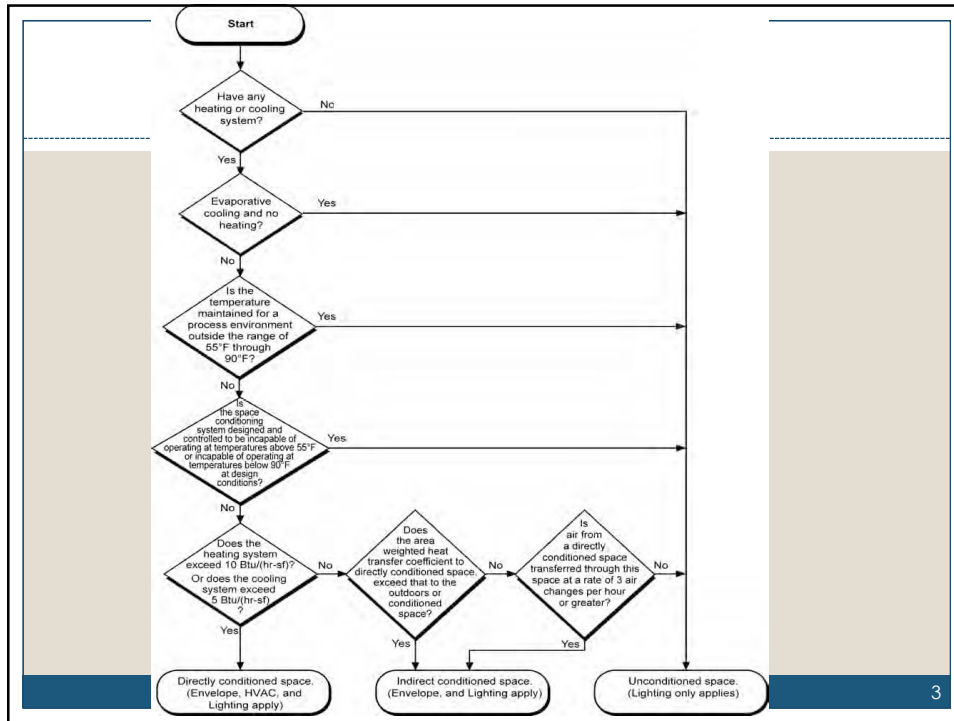 Start
Have any
heating or cooling
system?
No
Yes
Evaporative
cooling and no
heating?
Yes
No
Is the
temperature
maintained for a
process environment
outside the range of
55°F through
90°F?
Yes
No
Is
the space
conditioning
system designed and
controlled to be incapable of
operating at temperatures above 55°F
or incapable of operating at
temperatures below 90°F
at design
conditions?
Yes
No
Does the
heating system
exceed 10 Btu/(hr-sf)?
Or does the cooling
system exceed
5 Btu/(hr-sf)
?
No
Yes
Does
the area
weighted heat
transfer coefficient to
directly conditioned space,
exceed that to the
outdoors or
conditioned
space?
No
Yes
Is
air from
a directly
conditioned space
transferred through this
space at a rate of 3 air
changes per hour
or greater?
No
Yes
Directly conditioned space.
(Envelope, HVAC, and
Lighting apply)
Indirect conditioned space.
(Envelope, and Lighting apply)
Unconditioned space.
(Lighting only applies)
3